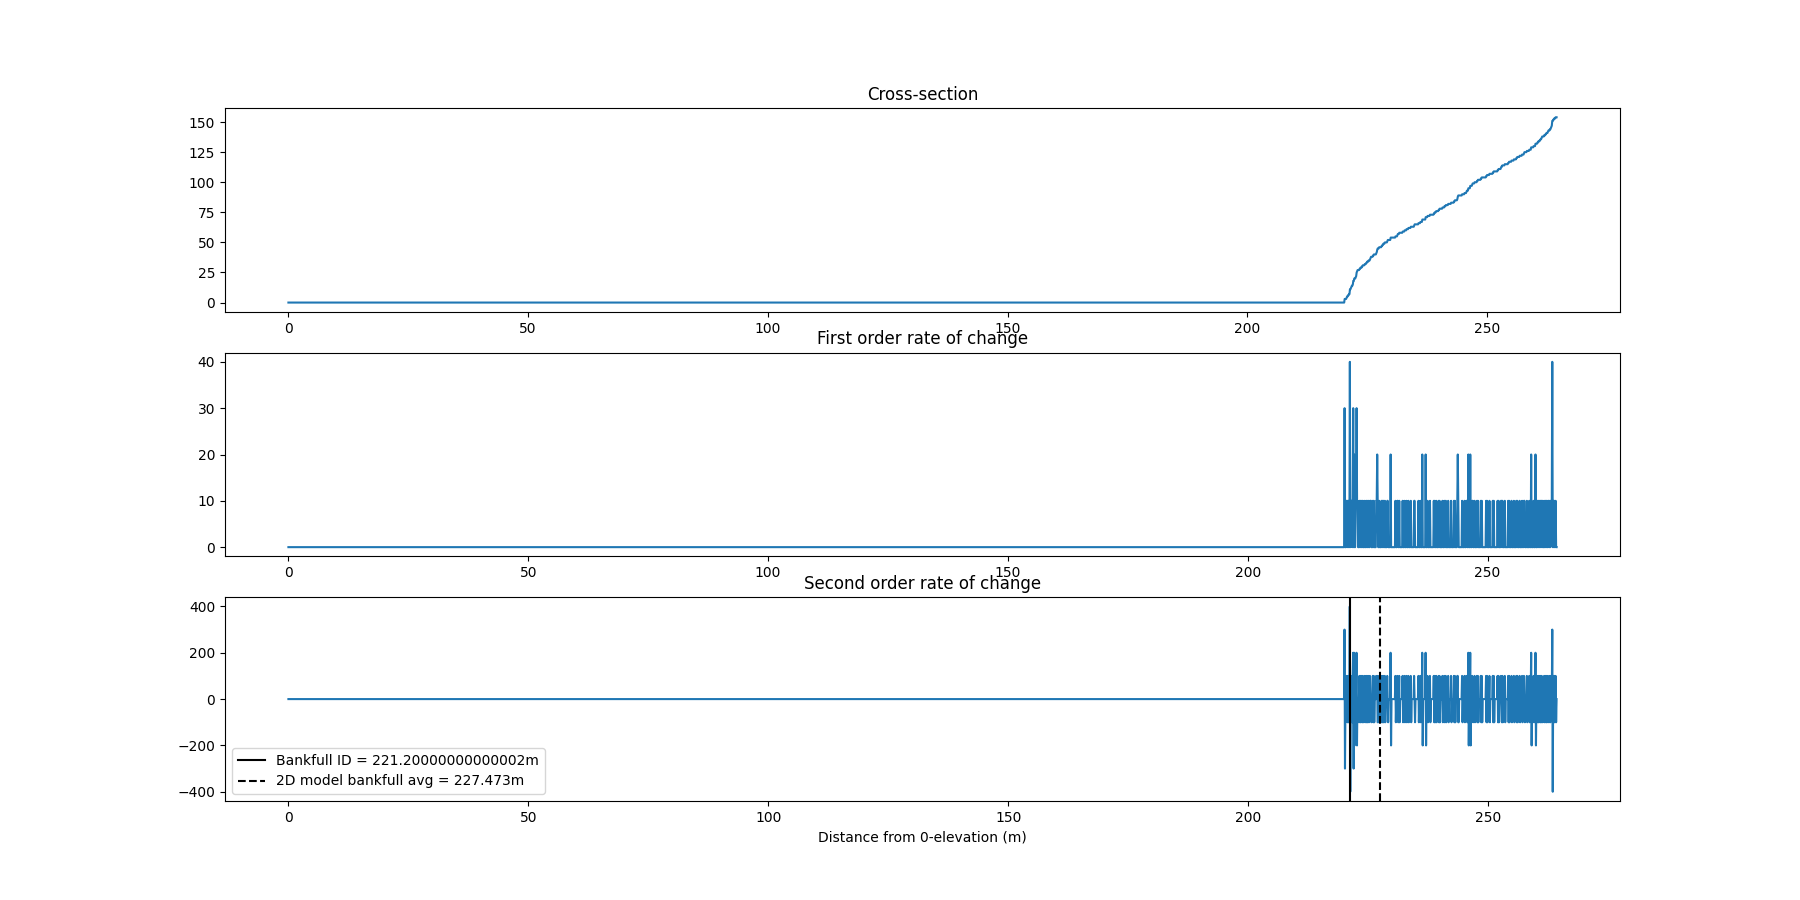 Cross-section
150
125
100
75
50
25
0
0 50 100 150 200 250
First order rate of change
40
30
20
10
0
0 50 100 150 200 250
Second order rate of change
400
200
0
−200
−400
Bankfull ID = 221.20000000000002m
2D model bankfull avg = 227.473m
0 50 100 150 200 250
Distance from 0-elevation (m)